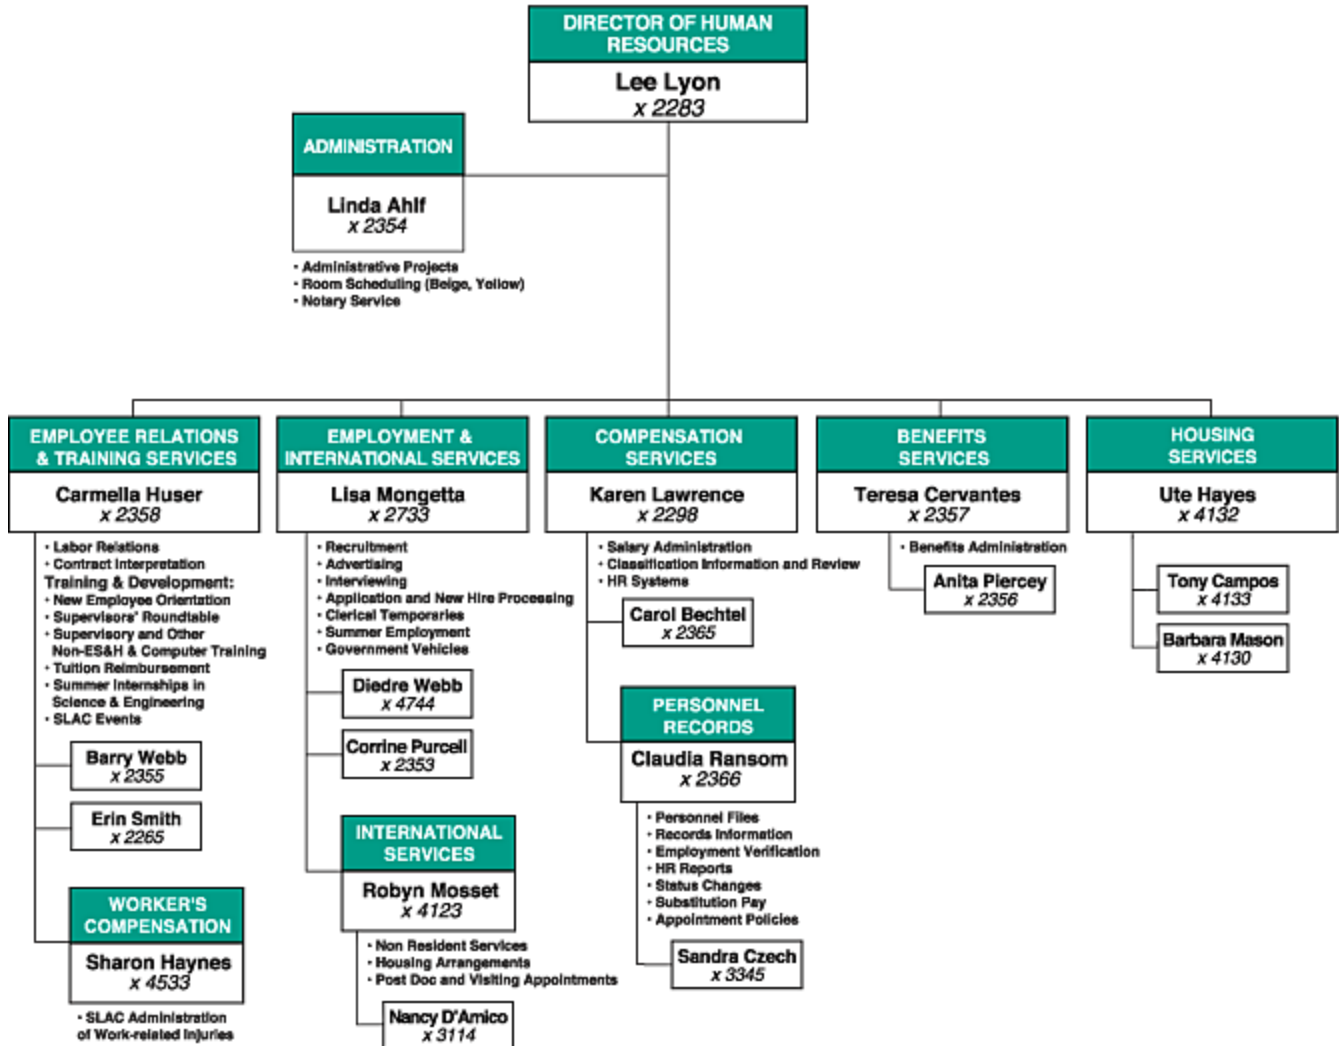 DIRECTOR OF HUMAN
RESOURCES
Lee Lyon
x 2283
ADMINISTRATION
Linda Ahlf
x 2354
• Administrative Projects
• Room Scheduling (Beige, Yellow)
• Notary Service
EMPLOYEE RELATIONS
& TRAINING SERVICES
Carmella Huser
x 2358
• Labor Relations
• Contract Interpretation
Training & Development:
• New Employee Orientation
• Supervisors' Roundtable
• Supervisory and Other
Non-ES&H & Computer Training
• Tuition Reimbursement
• Summer Internships in
Science & Engineering
• SLAC Events
Barry Webb
x 2355
Erin Smith
x 2265
WORKER'S
COMPENSATION
Sharon Haynes
x 4533
• SLAC Administration
of Work-related Injuries
EMPLOYMENT &
INTERNATIONAL SERVICES
Lisa Mongetta
x 2733
• Recruitment
• Advertising
• Interviewing
• Application and New Hire Processing
• Clerical Temporaries
• Summer Employment
• Government Vehicles
Diedre Webb
x 4744
Corrine Purcell
x 2353
INTERNATIONAL
SERVICES
Robyn Mosset
x 4123
• Non Resident Services
• Housing Arrangements
• Post Doc and Visiting Appointments
Nancy D'Amico
x 3114
COMPENSATION
SERVICES
Karen Lawrence
x 2298
• Salary Administration
• Classification Information and Review
• HR Systems
Carol Bechtel
x 2365
PERSONNEL
RECORDS
Claudia Ransom
x 2366
• Personnel Files
• Records Information
• Employment Verification
• HR Reports
• Status Changes
• Substitution Pay
• Appointment Policies
Sandra Czech
x 3345
BENEFITS
SERVICES
Teresa Cervantes
x 2357
• Benefits Administration
Anita Piercey
x 2356
HOUSING
SERVICES
Ute Hayes
x 4132
Tony Campos
x 4133
Barbara Mason
x 4130